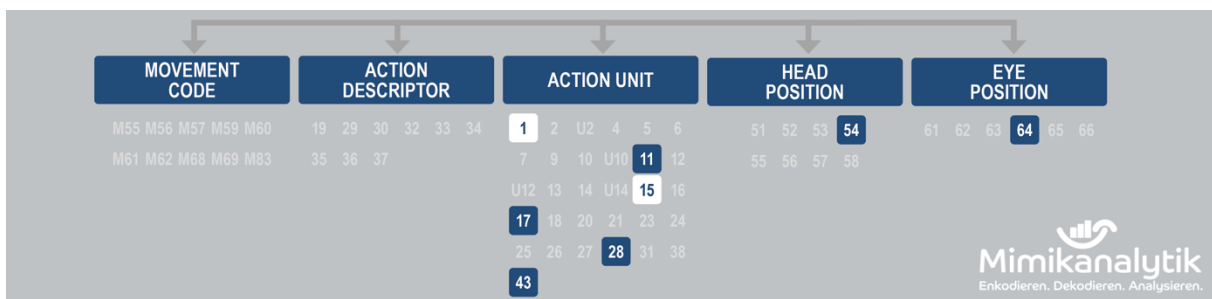 MOVEMENT
CODE
ACTION
DESCRIPTOR
ACTION UNIT
HEAD
POSITION
EYE
POSITION
M55 M56 M57 M59 M60
M61 M62 M68 M69 M83
19 29 30 32 33 34
35 36 37
1 2 U2 4 5 6
7 9 10 U10 11 12
U12 13 14 U14 15 16
17 18 20 21 23 24
25 26 27 28 31 38
43
51 52 53 54
55 56 57 58
61 62 63 64 65 66
Mimikanalytik
Enkodieren. Dekodieren. Analysieren.